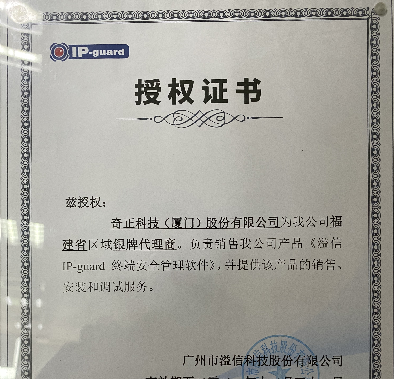 IP-guard
授权证书
兹授权:
奇正科技(厦门)股份有限公司为我公司福
建省区域银牌代理商。负责销售我公司产品《溢信
IP-guard 终端安全管理软件》,并提供该产品的销售、
安装和调试服务。
广州市溢信科技股份有限公司